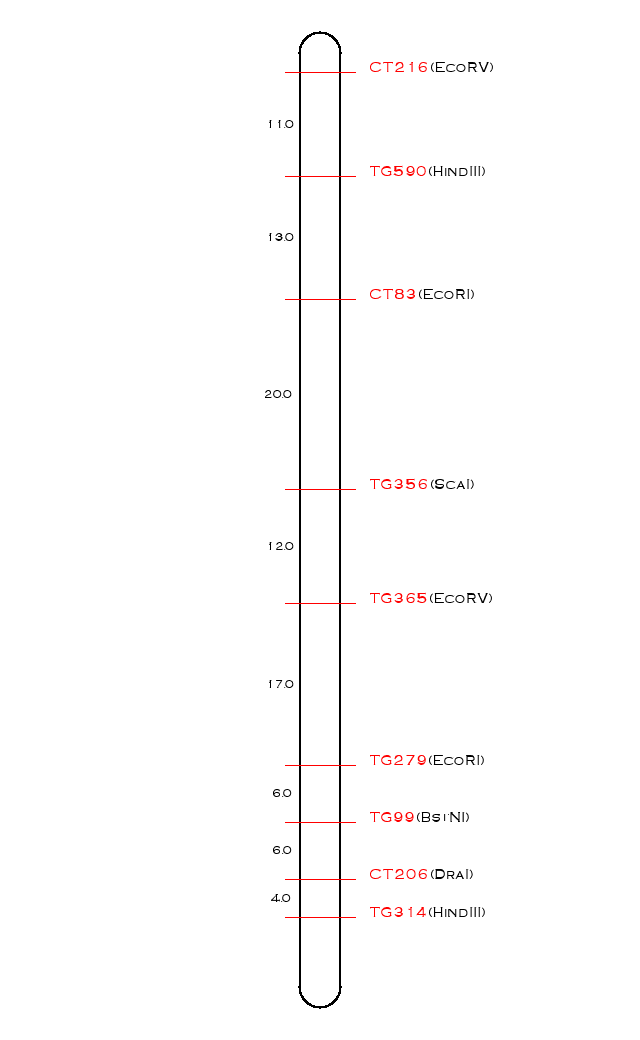 CT216(EcoRV)
11.0
TG590(HindIII)
13.0
CT83(EcoRI)
20.0
TG356(ScaI)
12.0
TG365(EcoRV)
17.0
TG279(EcoRI)
6.0
TG99(BstNI)
6.0
CT206(DraI)
4.0
TG314(HindIII)